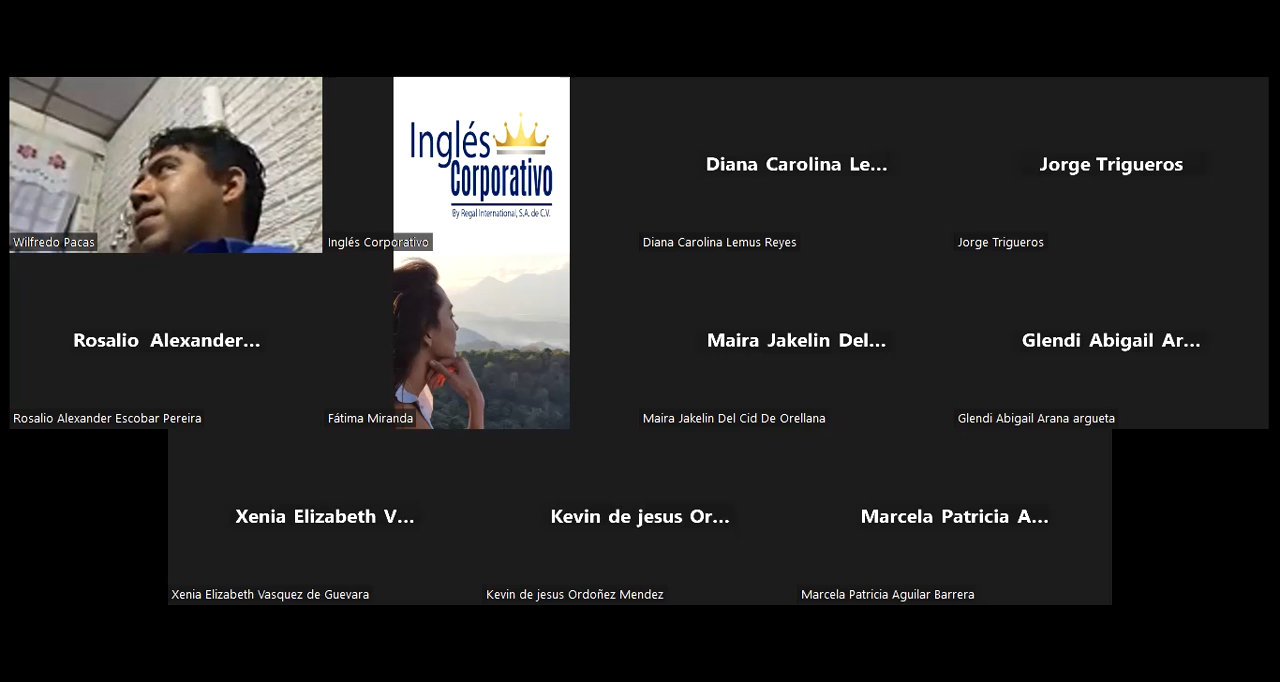 Inglés
Corporativo
By Regal International, S.A. de C.V.
Diana Carolina Le...
Jorge Trigueros
Wilfredo Pacas
Inglés Corporativo
Diana Carolina Lemus Reyes
Jorge Trigueros
Rosalio Alexander...
Maira Jakelin Del...
Glendi Abigail Ar...
Rosalio Alexander Escobar Pereira
Fátima Miranda
Maira Jakelin Del Cid De Orellana
Glendi Abigail Arana argueta
Xenia Elizabeth V...
Kevin de jesus Or...
Marcela Patricia A...
Xenia Elizabeth Vasquez de Guevara
Kevin de jesus Ordoñez Mendez
Marcela Patricia Aguilar Barrera